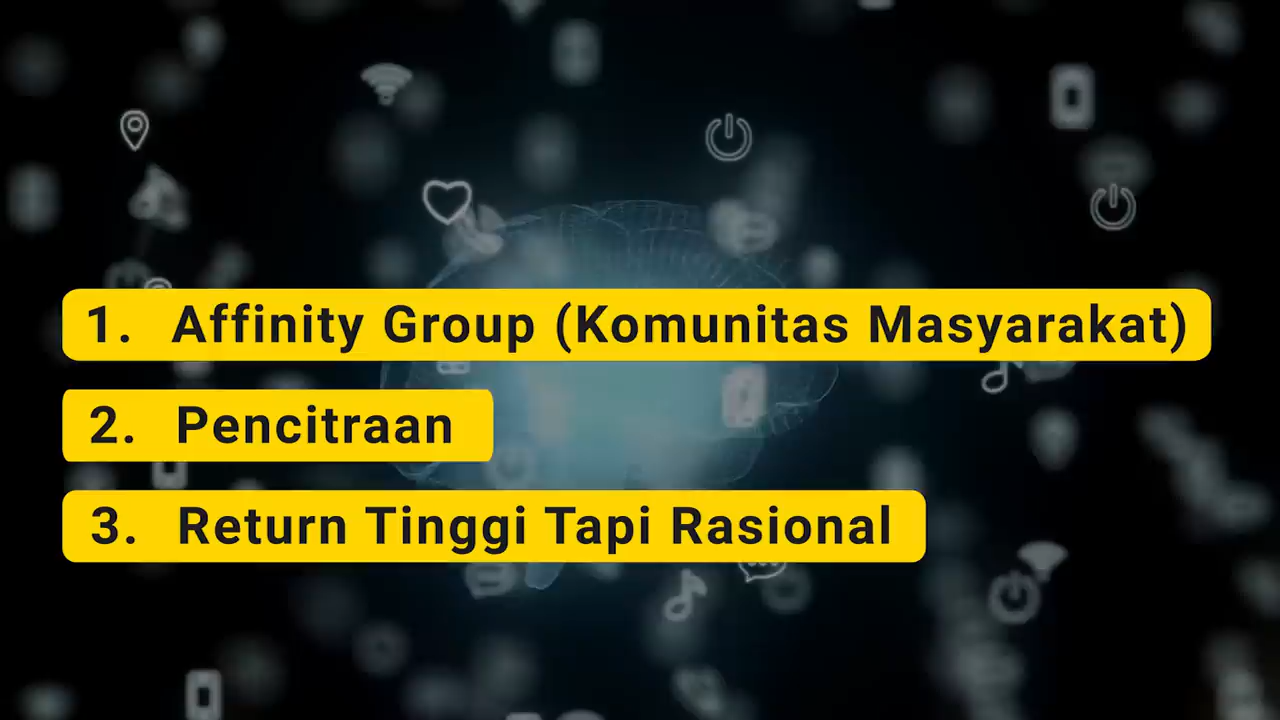 1. Affinity Group (Komunitas Masyarakat)
2. Pencitraan
3. Return Tinggi Tapi Rasional